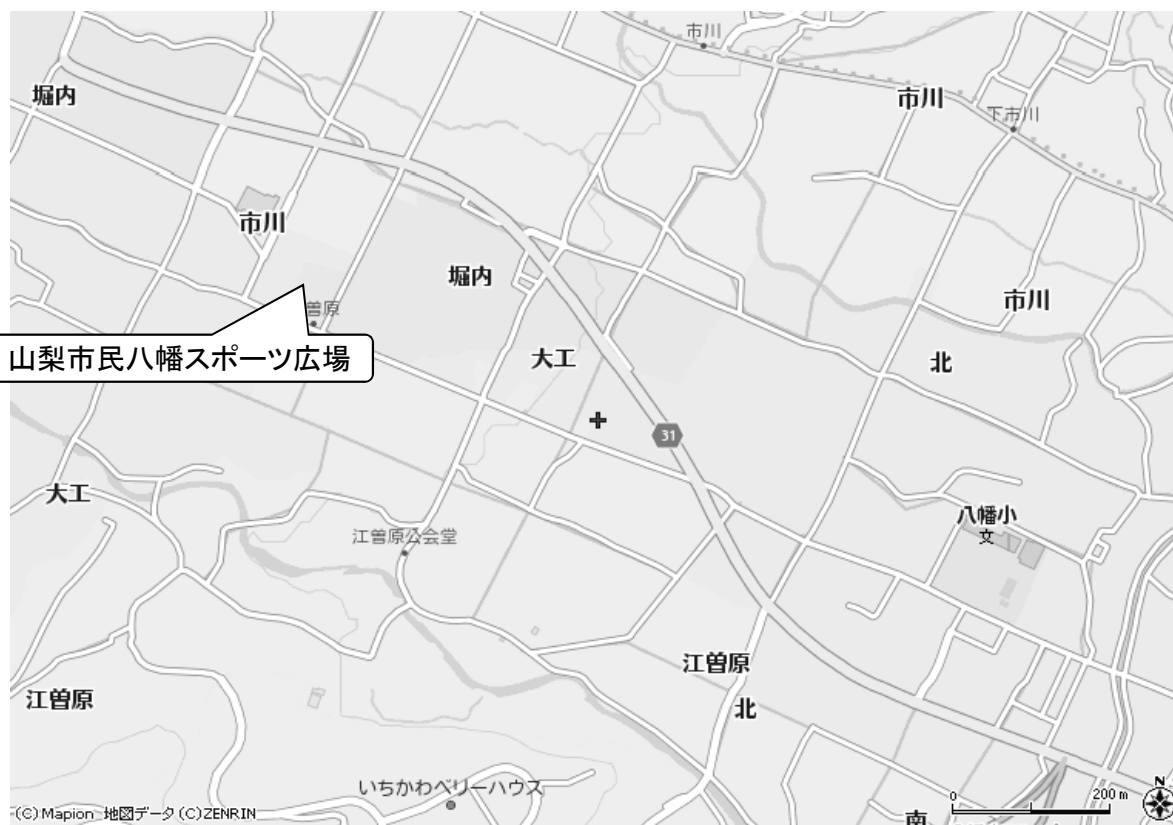 市川
堀内
市川
下市川
市川
堀内
市川
曽原
山梨市民八幡スポーツ広場
大工
北
31
大工
八幡小
文
江曽原公会堂
江曽原
江曽原
北
いちかわベリーハウス
N
0 200m
(C)Mapion 地図データ(C)ZENRIN
南